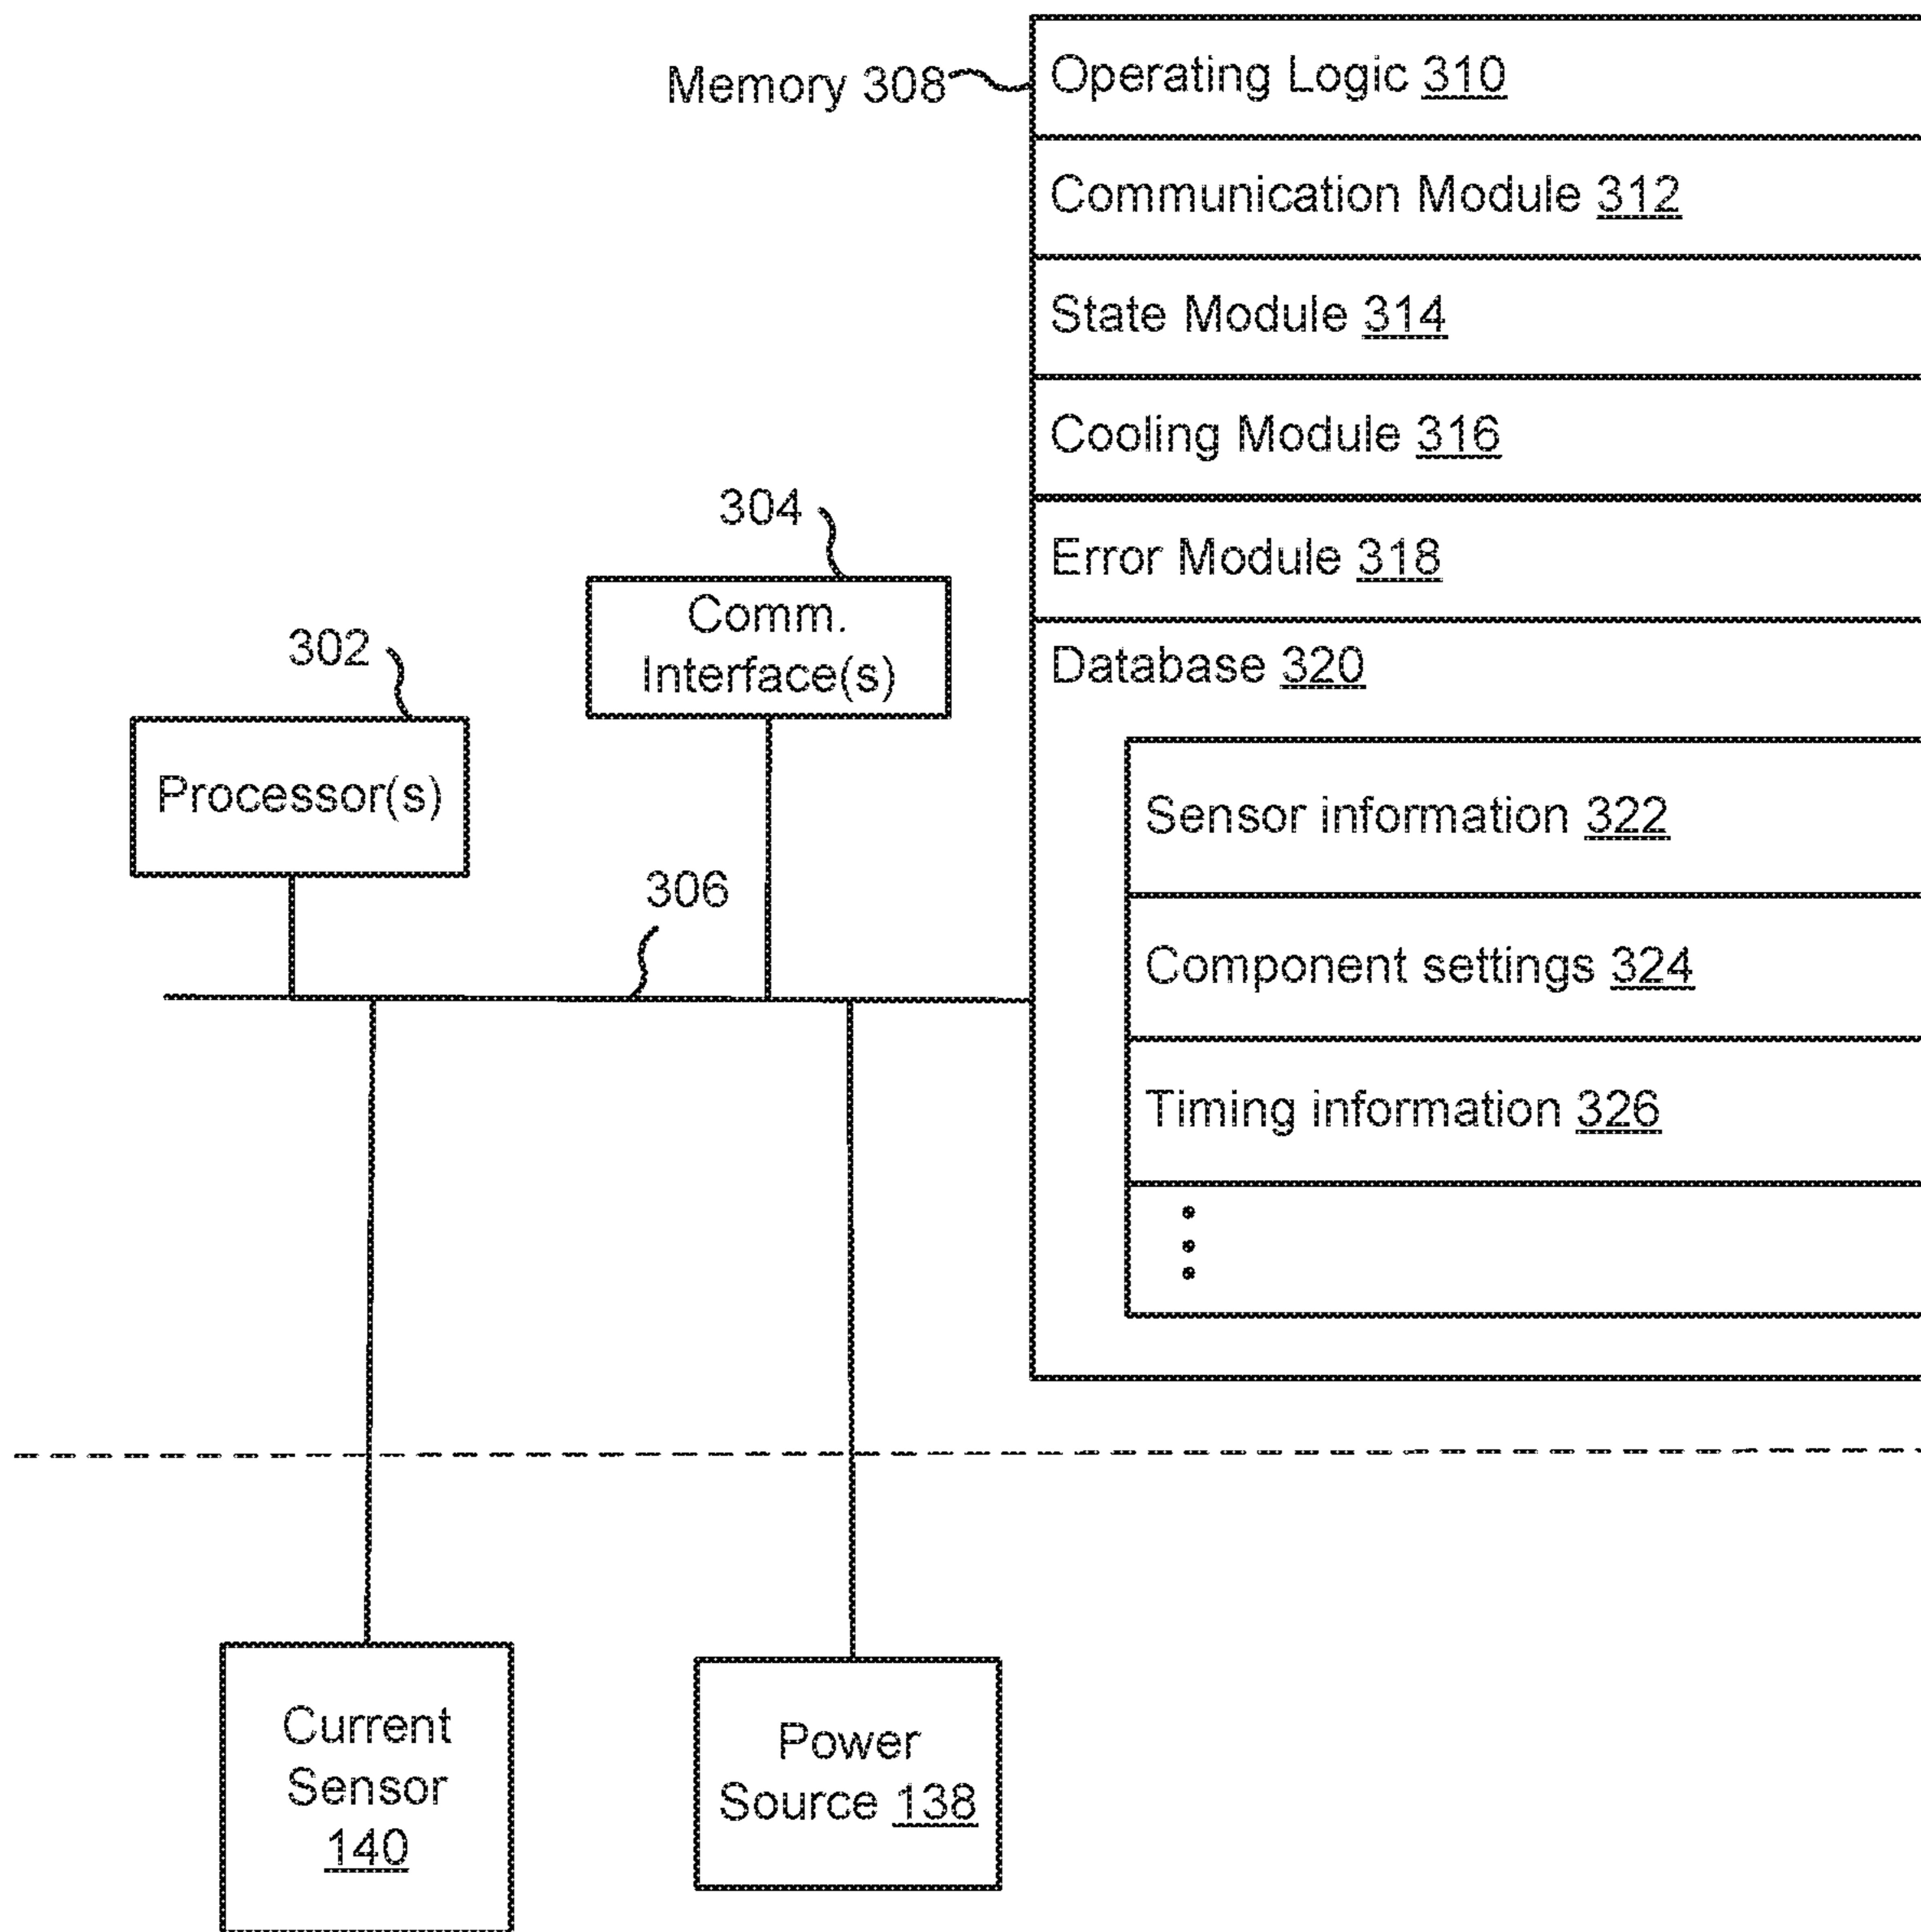 Memory 308
Operating Logic 310
Communication Module 312
State Module 314
Cooling Module 316
Error Module 318
Database 320
Sensor information 322
Component settings 324
Timing information 326
304
Comm.
Interface(s)
302
Processor(s)
306
Current
Sensor
140
Power
Source 138